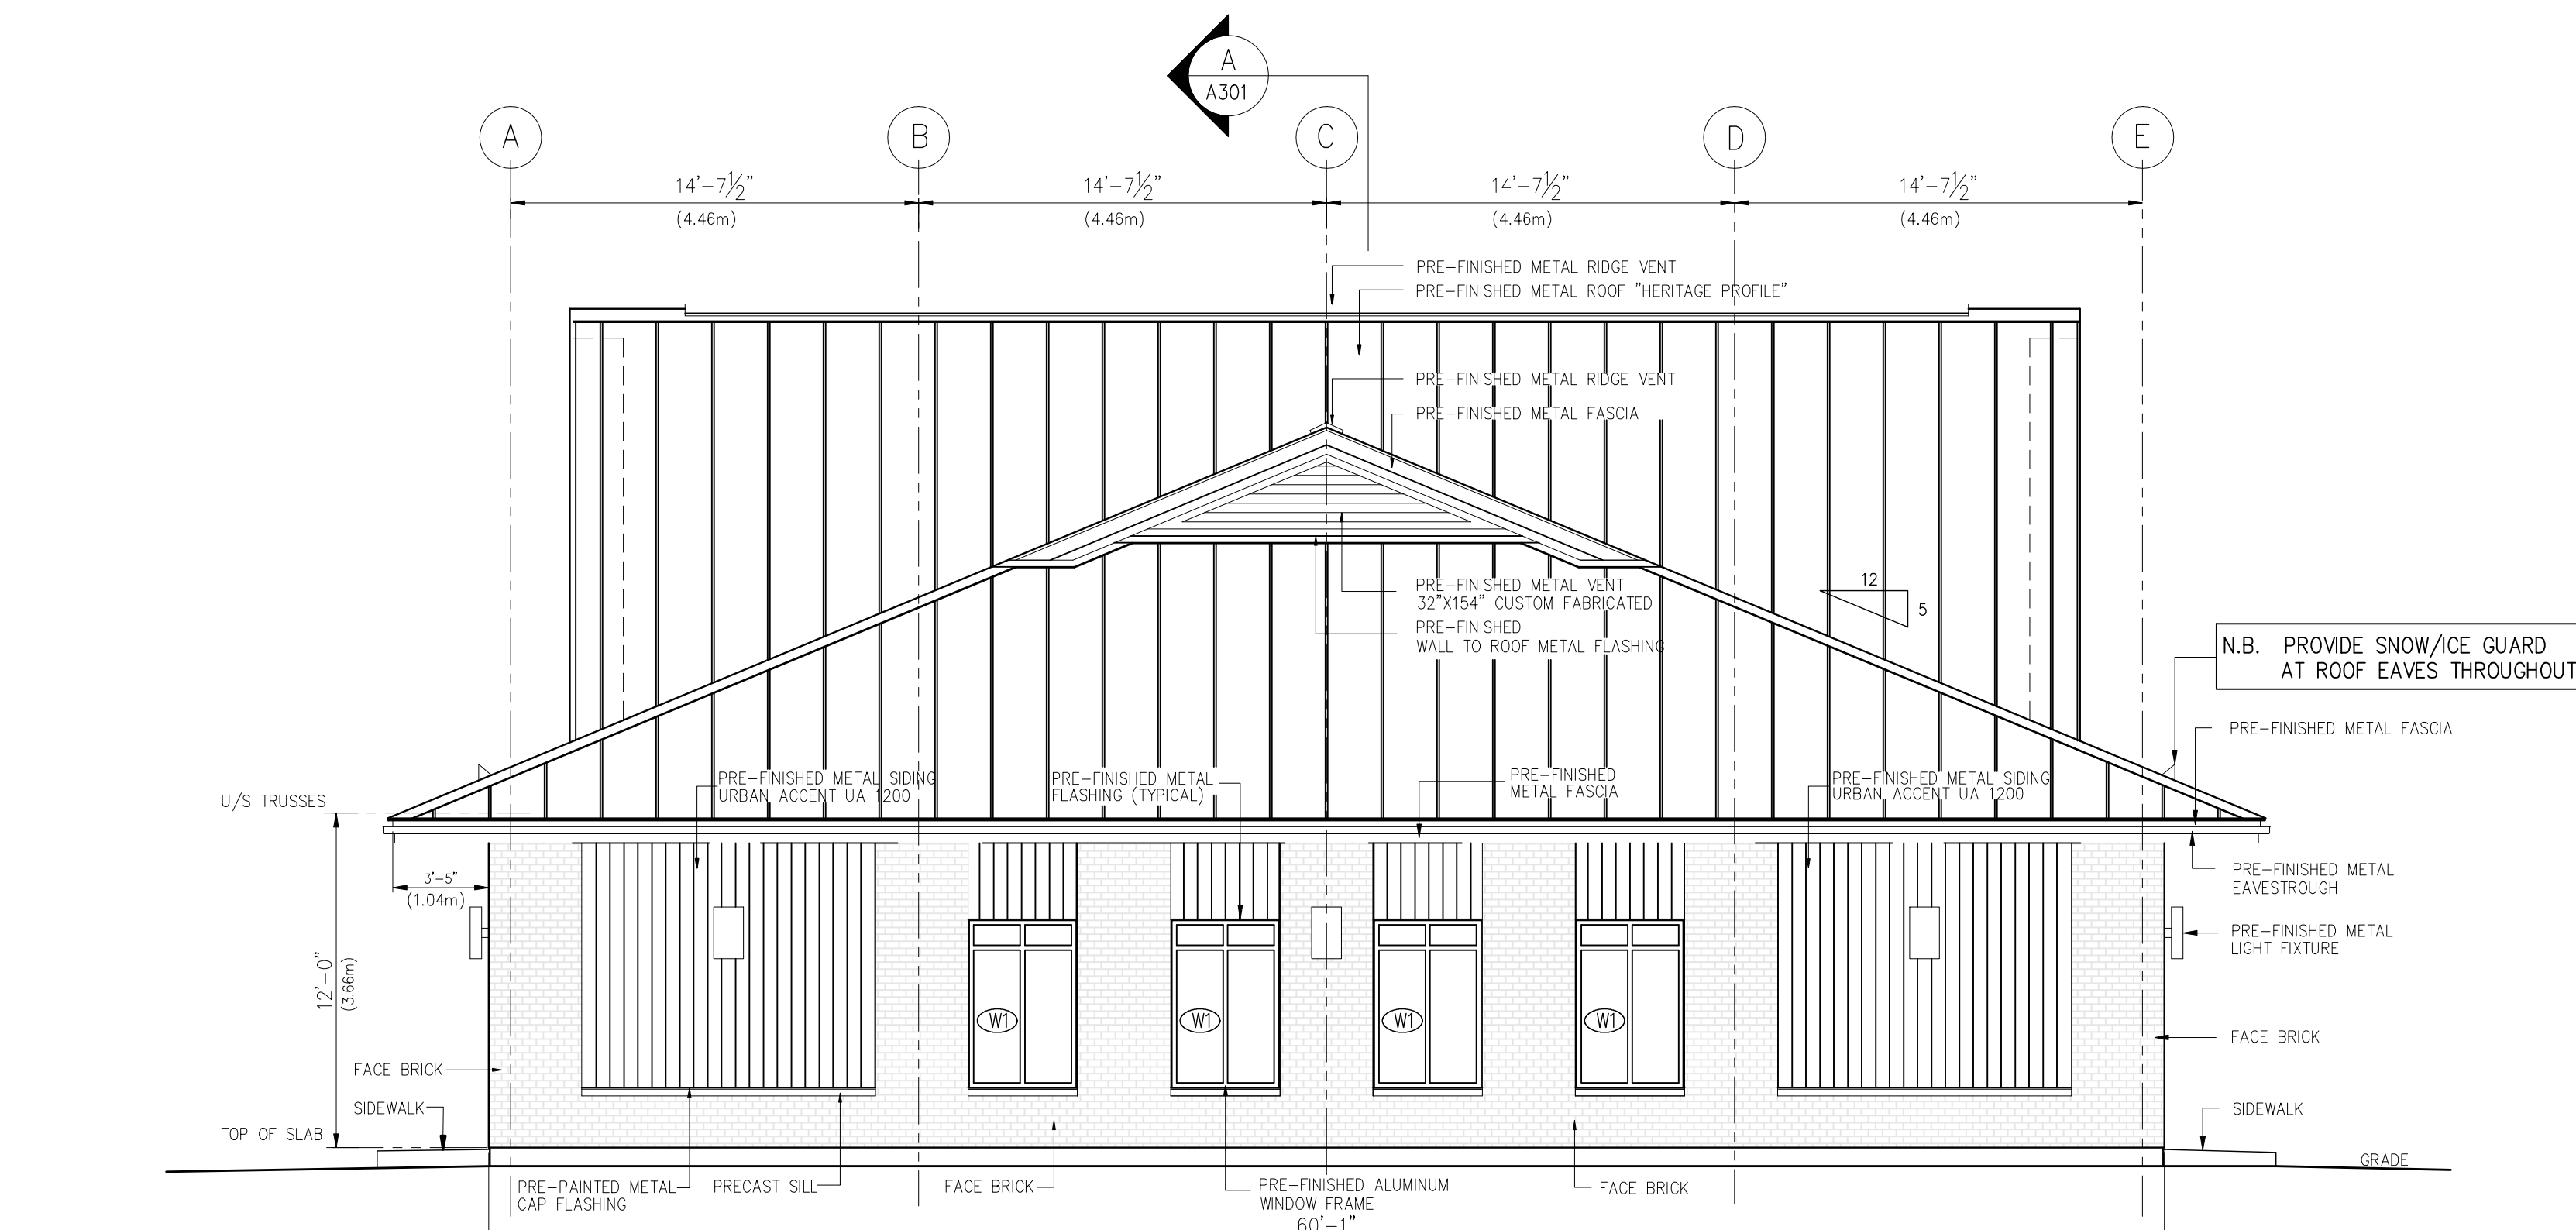 A
A301
A
B
C
D
E
14'-7½"
(4.46m)
14'-7½"
(4.46m)
14'-7½"
(4.46m)
14'-7½"
(4.46m)
PRE-FINISHED METAL RIDGE VENT
PRE-FINISHED METAL ROOF "HERITAGE PROFILE"
PRE-FINISHED METAL RIDGE VENT
PRE-FINISHED METAL FASCIA
PRE-FINISHED METAL VENT
32"X154" CUSTOM FABRICATED
PRE-FINISHED
WALL TO ROOF METAL FLASHING
12
5
N.B. PROVIDE SNOW/ICE GUARD
AT ROOF EAVES THROUGHOUT
PRE-FINISHED METAL FASCIA
U/S TRUSSES
PRE-FINISHED METAL SIDING
URBAN ACCENT UA 1200
PRE-FINISHED METAL
FLASHING (TYPICAL)
PRE-FINISHED
METAL FASCIA
PRE-FINISHED METAL SIDING
URBAN ACCENT UA 1200
3'-5"
(1.04m)
PRE-FINISHED METAL
EAVESTROUGH
12'-0"
(3.66m)
PRE-FINISHED METAL
LIGHT FIXTURE
W1
W1
W1
W1
FACE BRICK
FACE BRICK
SIDEWALK
SIDEWALK
TOP OF SLAB
GRADE
PRE-PAINTED METAL
CAP FLASHING
PRECAST SILL
FACE BRICK
PRE-FINISHED ALUMINUM
WINDOW FRAME
FACE BRICK
60'-1"